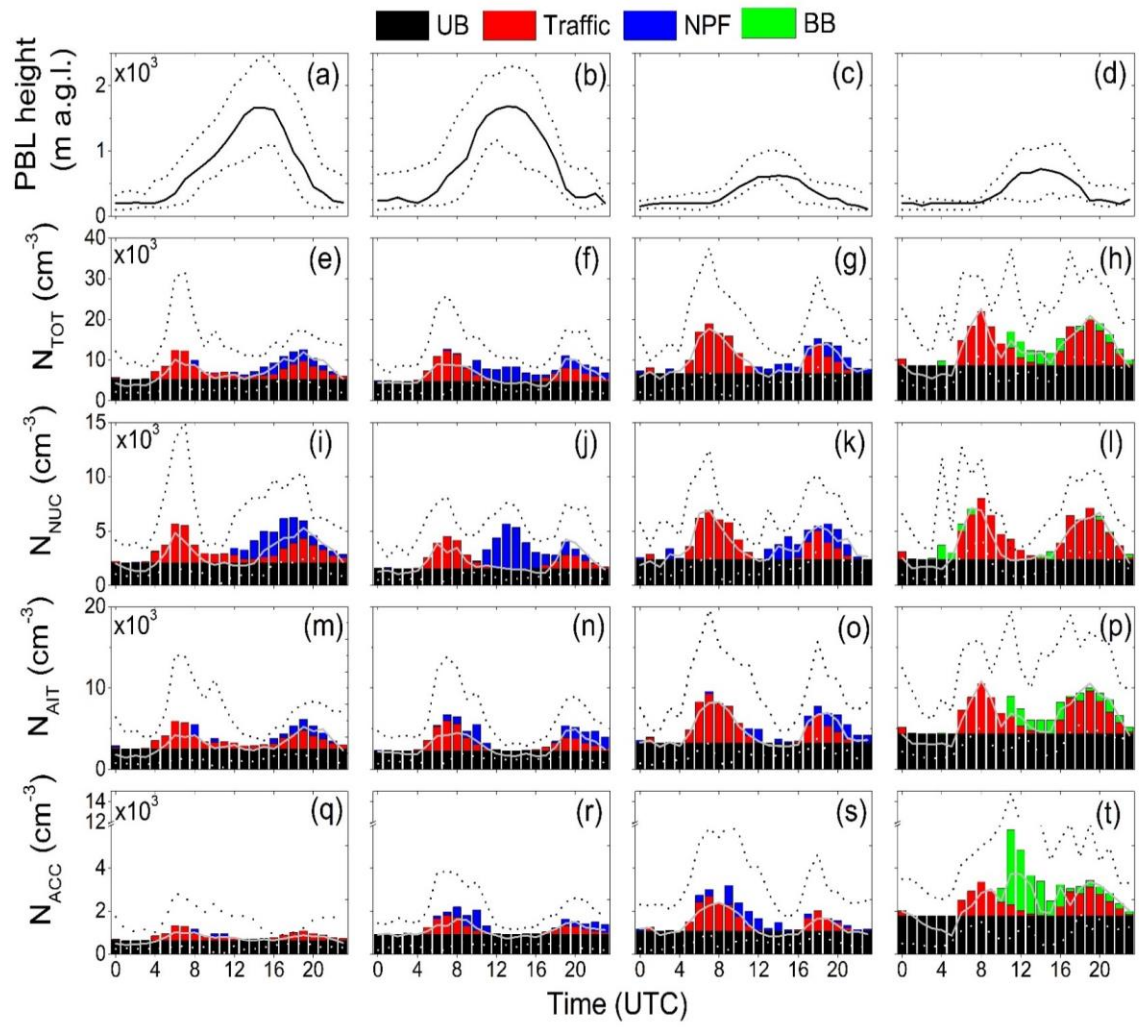 UB Traffic NPF BB
PBL height
(m a.g.l.)
x10³
2
1
0
(a)
(b)
(c)
(d)
N_TOT (cm⁻³)
x10³
40
30
20
10
0
(e)
(f)
(g)
(h)
N_NUC (cm⁻³)
x10³
15
10
5
0
(i)
(j)
(k)
(l)
N_AIT (cm⁻³)
x10³
20
10
0
(m)
(n)
(o)
(p)
N_ACC (cm⁻³)
x10³
14
12
4
2
0
(q)
(r)
(s)
(t)
0 4 8 12 16 20 0 4 8 12 16 20 0 4 8 12 16 20 0 4 8 12 16 20
Time (UTC)